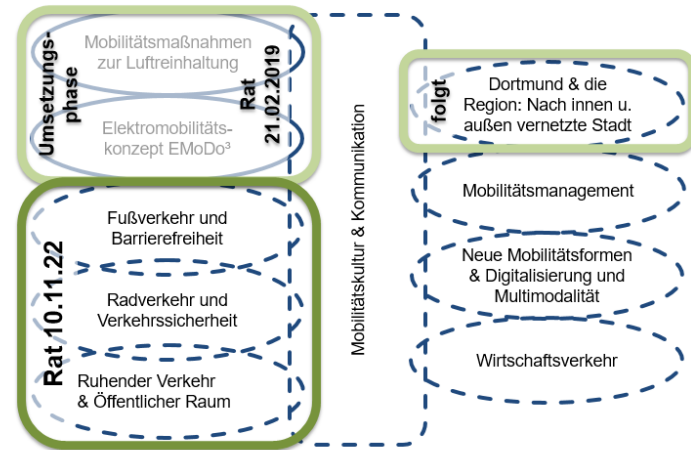 Umsetzungs-
phase
Mobilitätsmaßnahmen
zur Luftreinhaltung
Elektromobilitäts-
konzept EMoDo³
Rat
21.02.2019
Rat 10.11.22
Fußverkehr und
Barrierefreiheit
Radverkehr und
Verkehrssicherheit
Ruhender Verkehr
& Öffentlicher Raum
Mobilitätskultur & Kommunikation
folgt
Dortmund & die
Region: Nach innen u.
außen vernetzte Stadt
Mobilitätsmanagement
Neue Mobilitätsformen
& Digitalisierung und
Multimodalität
Wirtschaftsverkehr